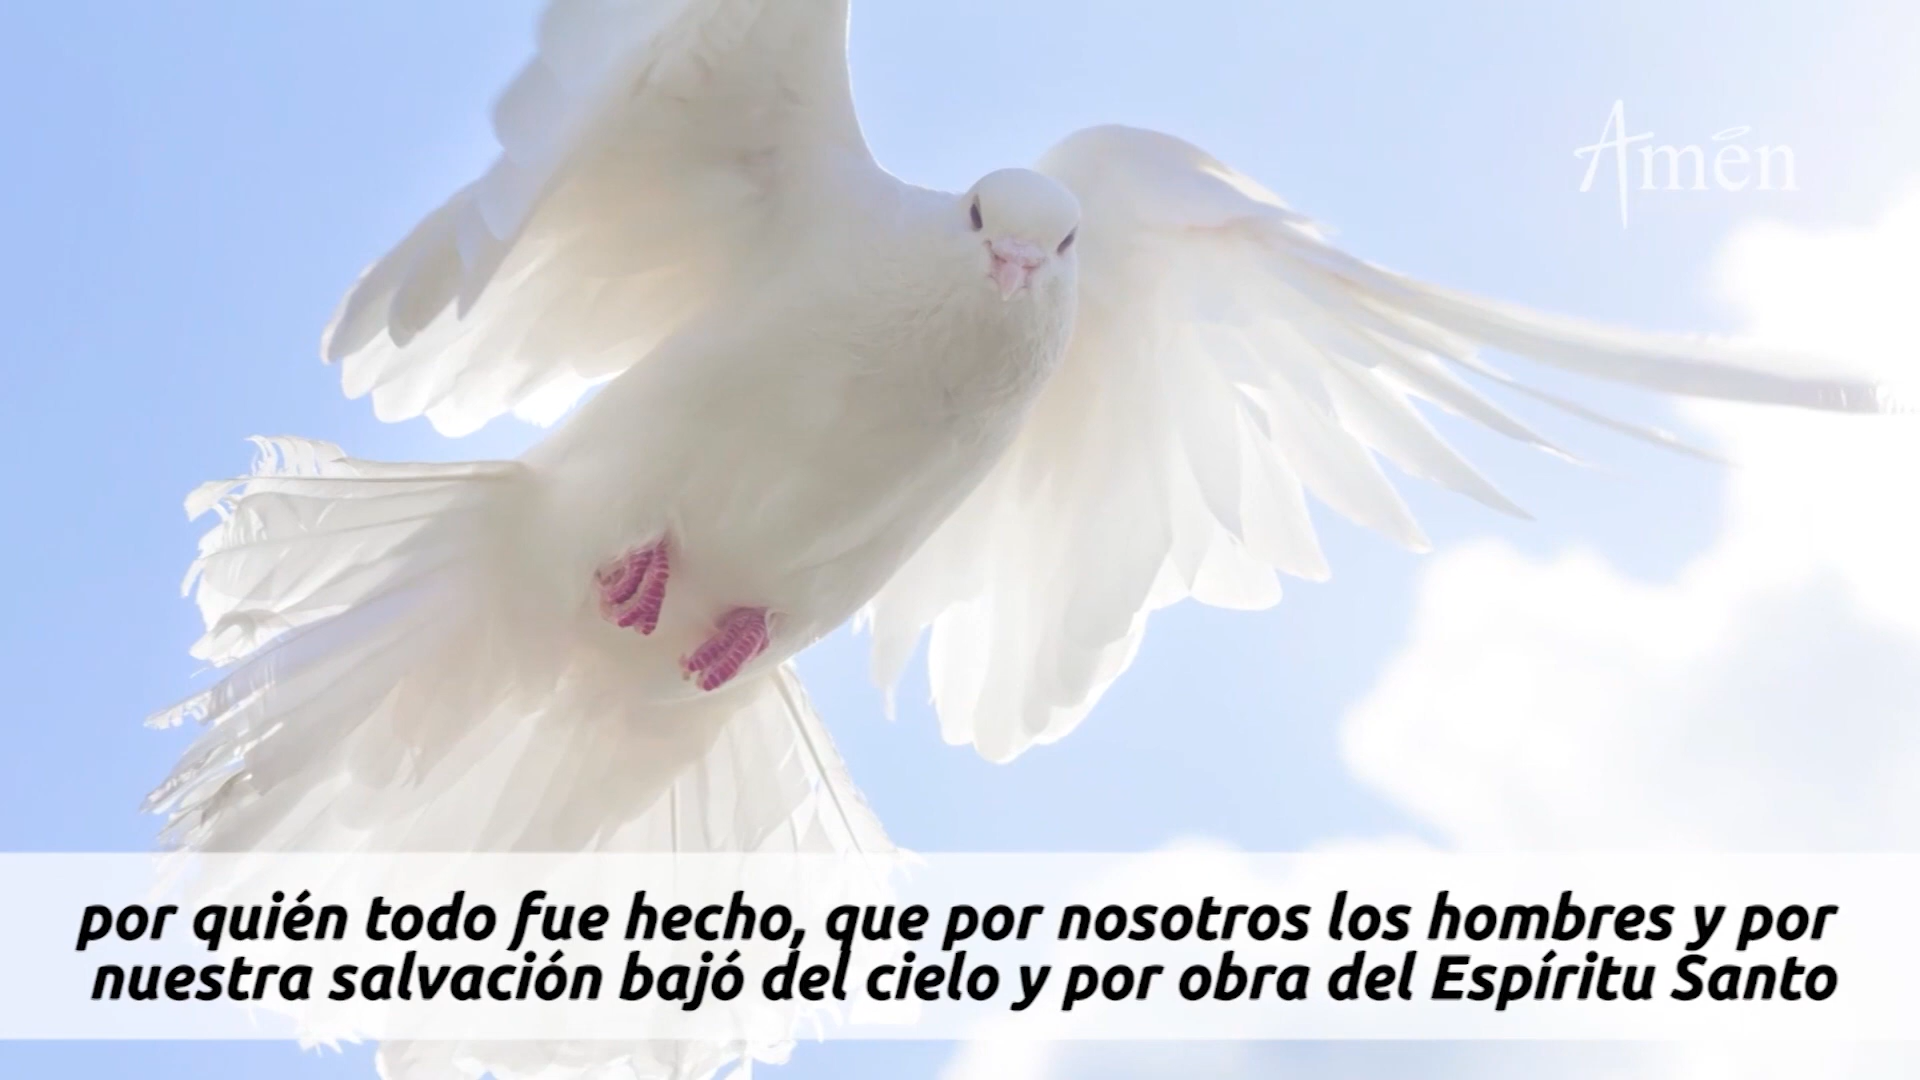 Amén
por quién todo fue hecho, que por nosotros los hombres y por
nuestra salvación bajó del cielo y por obra del Espíritu Santo